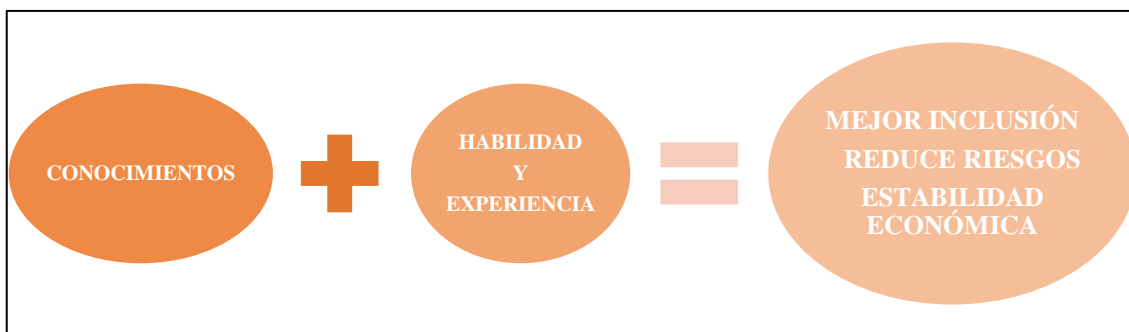 CONOCIMIENTOS
HABILIDAD
Y
EXPERIENCIA
MEJOR INCLUSIÓN
REDUCE RIESGOS
ESTABILIDAD
ECONÓMICA